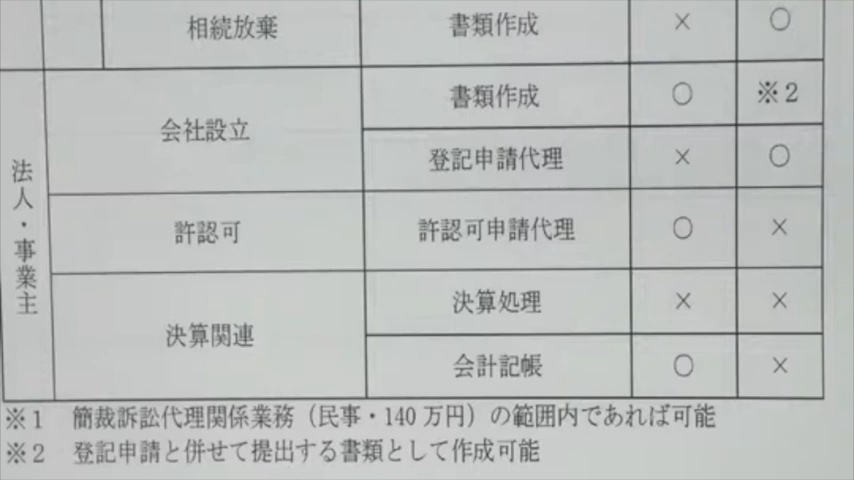 相続放棄 書類作成 × ○
法人・事業主
会社設立 書類作成 ○ ※2
登記申請代理 × ○
許認可 許認可申請代理 ○ ×
決算関連 決算処理 × ×
会計記帳 ○ ×
※1 簡裁訴訟代理関係業務（民事・140万円）の範囲内であれば可能
※2 登記申請と併せて提出する書類として作成可能